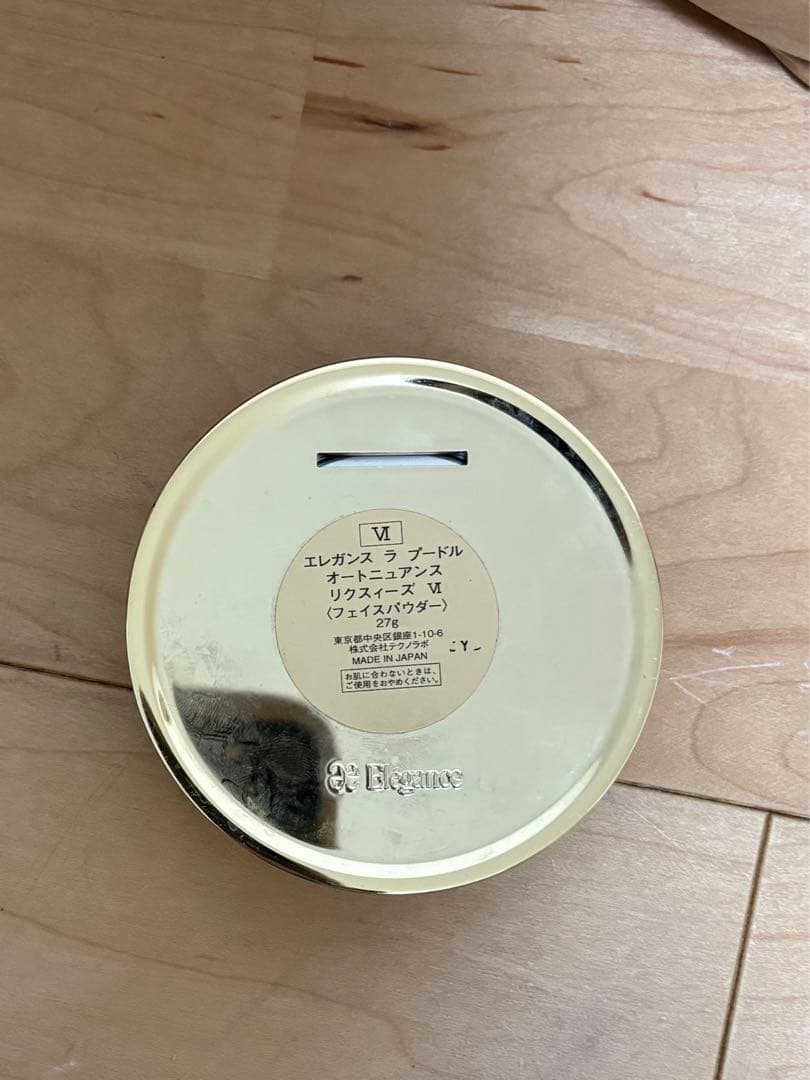 VI
エレガンス ラ プードル
オートニュアンス
リクスィーズ VI
〈フェイスパウダー〉
27g
東京都中央区銀座1-10-6
株式会社テクノラボ
MADE IN JAPAN
お肌に合わないときは、
ご使用をおやめください。
Elegance